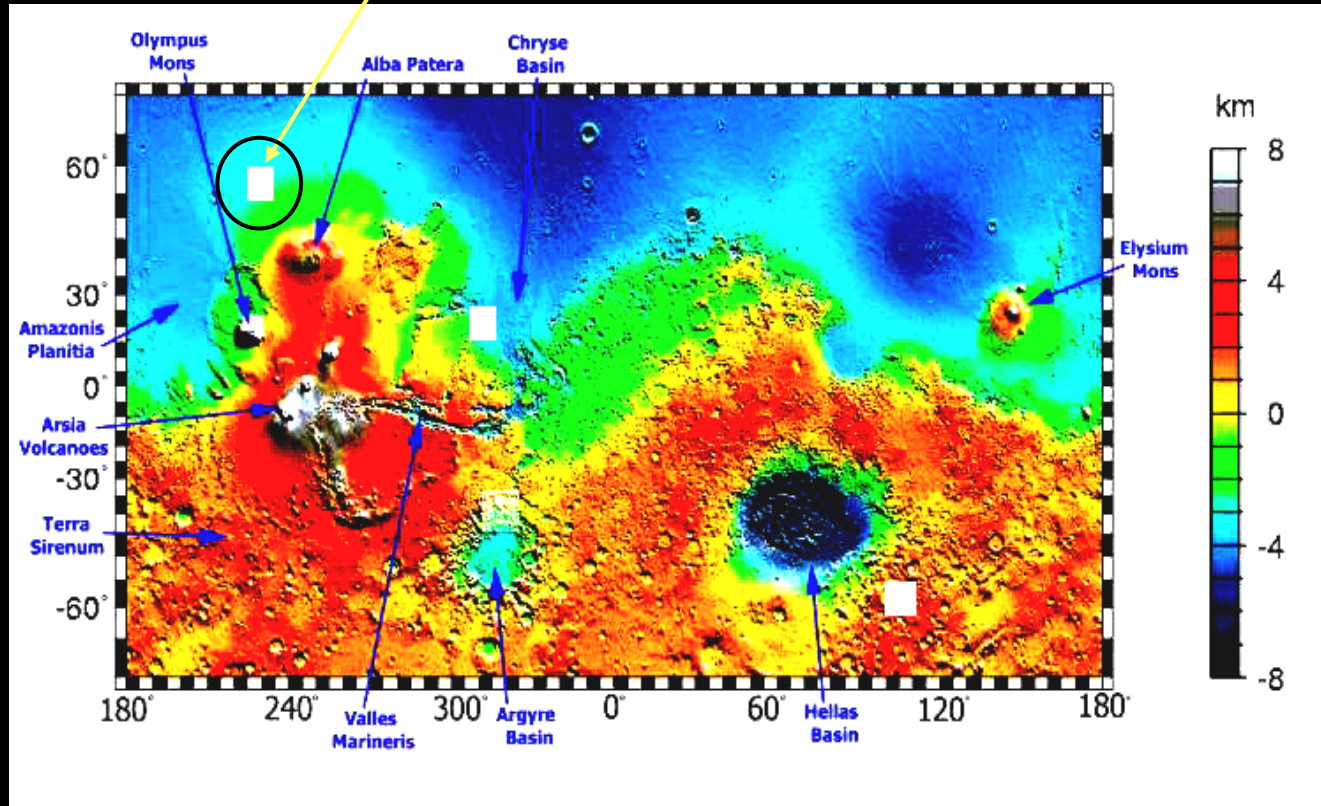 Olympus
Mons
Alba Patera
Chryse
Basin
km
60°
30°
0°
-30°
-60°
Amazonis
Planitia
Arsia
Volcanoes
Terra
Sirenum
Elysium
Mons
8
4
0
-4
-8
180°
240°
300°
0°
60°
120°
180°
Valles
Marineris
Argyre
Basin
Hellas
Basin